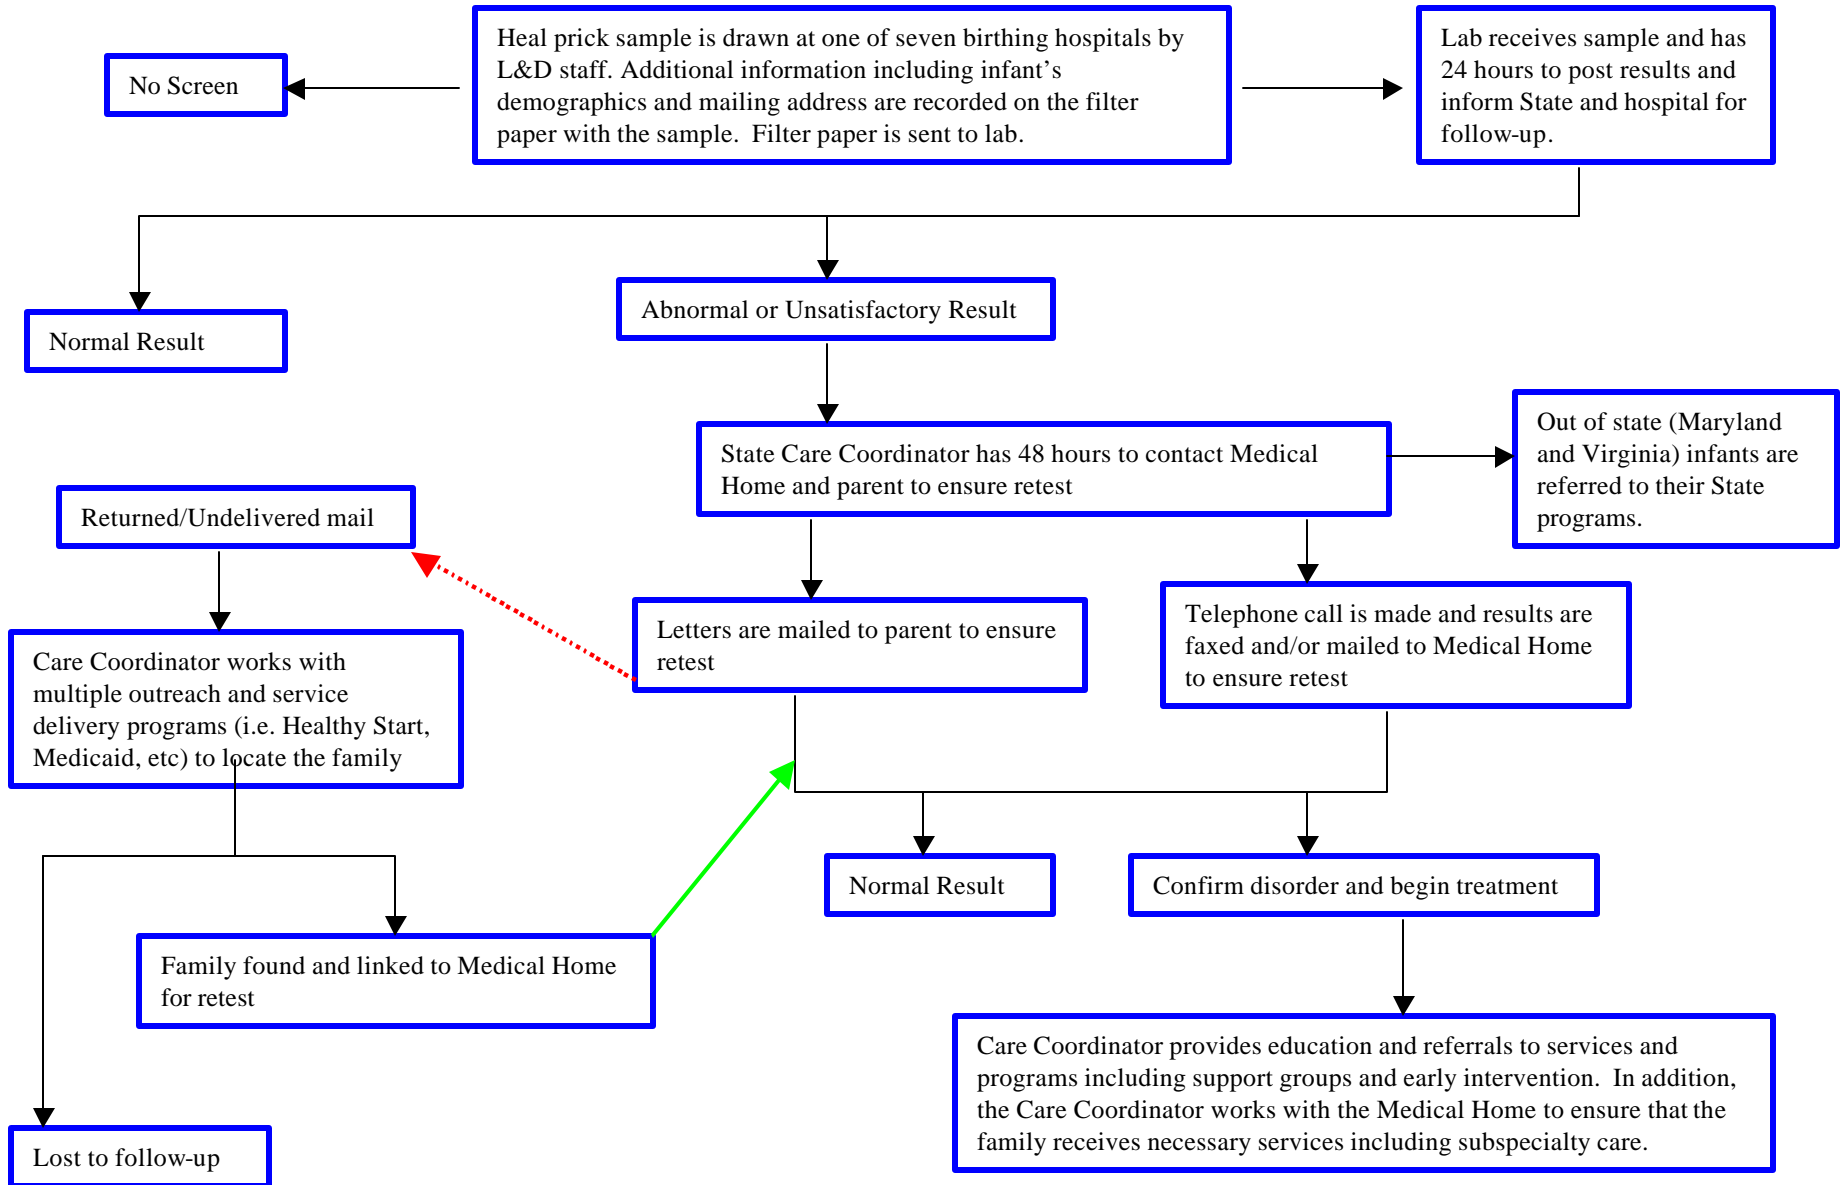 No Screen
Heal prick sample is drawn at one of seven birthing hospitals by
L&D staff. Additional information including infant's
demographics and mailing address are recorded on the filter
paper with the sample. Filter paper is sent to lab.
Lab receives sample and has
24 hours to post results and
inform State and hospital for
follow-up.
Normal Result
Abnormal or Unsatisfactory Result
State Care Coordinator has 48 hours to contact Medical
Home and parent to ensure retest
Out of state (Maryland
and Virginia) infants are
referred to their State
programs.
Returned/Undelivered mail
Letters are mailed to parent to ensure
retest
Telephone call is made and results are
faxed and/or mailed to Medical Home
to ensure retest
Care Coordinator works with
multiple outreach and service
delivery programs (i.e. Healthy Start,
Medicaid, etc) to locate the family
Normal Result
Confirm disorder and begin treatment
Family found and linked to Medical Home
for retest
Care Coordinator provides education and referrals to services and
programs including support groups and early intervention. In addition,
the Care Coordinator works with the Medical Home to ensure that the
family receives necessary services including subspecialty care.
Lost to follow-up